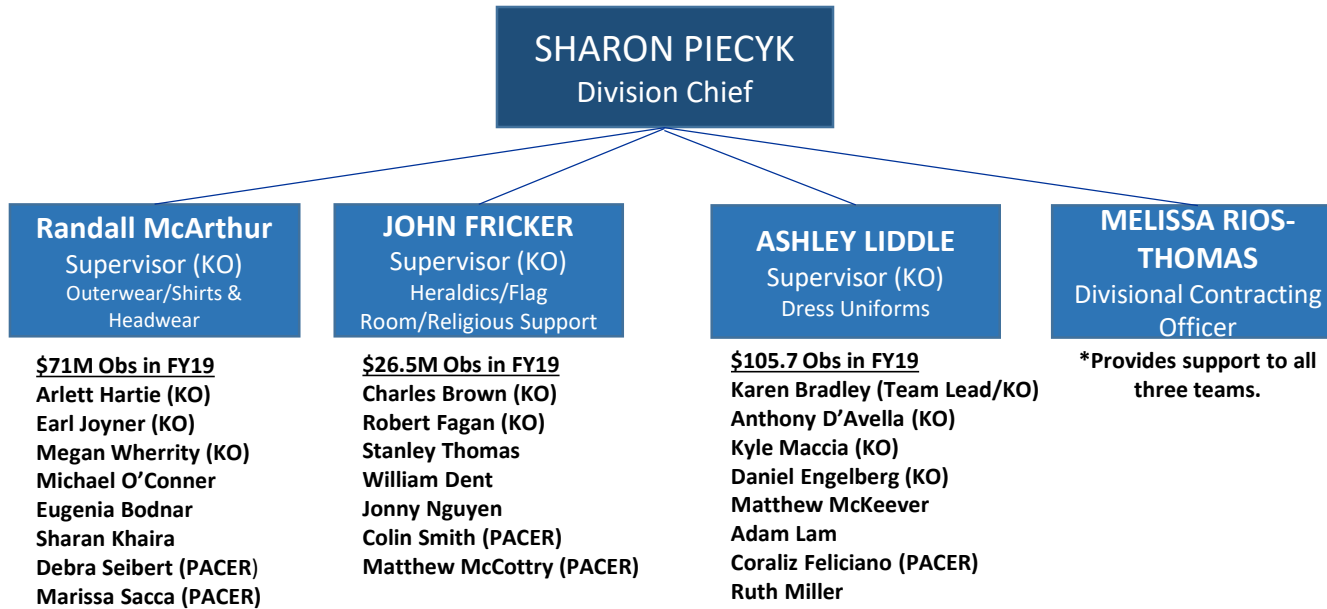 SHARON PIECYK
Division Chief
Randall McArthur
Supervisor (KO)
Outerwear/Shirts &
Headwear
$71M Obs in FY19
Arlett Hartie (KO)
Earl Joyner (KO)
Megan Wherrity (KO)
Michael O’Conner
Eugenia Bodnar
Sharan Khaira
Debra Seibert (PACER)
Marissa Sacca (PACER)
JOHN FRICKER
Supervisor (KO)
Heraldics/Flag
Room/Religious Support
$26.5M Obs in FY19
Charles Brown (KO)
Robert Fagan (KO)
Stanley Thomas
William Dent
Jonny Nguyen
Colin Smith (PACER)
Matthew McCottry (PACER)
ASHLEY LIDDLE
Supervisor (KO)
Dress Uniforms
$105.7 Obs in FY19
Karen Bradley (Team Lead/KO)
Anthony D’Avella (KO)
Kyle Maccia (KO)
Daniel Engelberg (KO)
Matthew McKeever
Adam Lam
Coraliz Feliciano (PACER)
Ruth Miller
MELISSA RIOS-
THOMAS
Divisional Contracting
Officer
*Provides support to all
three teams.